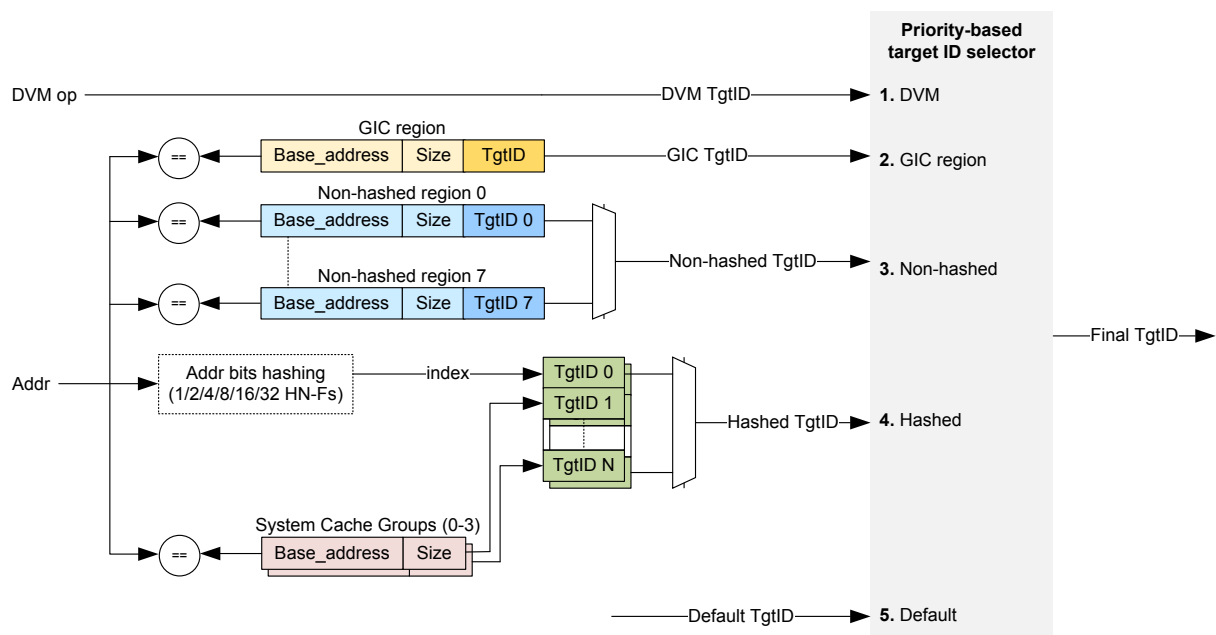 Priority-based
target ID selector
DVM op
DVM TgtID
1. DVM
GIC region
==
Base_address
Size
TgtID
GIC TgtID
2. GIC region
Non-hashed region 0
==
Base_address
Size
TgtID 0
Non-hashed TgtID
3. Non-hashed
Non-hashed region 7
==
Base_address
Size
TgtID 7
Final TgtID
Addr
Addr bits hashing
(1/2/4/8/16/32 HN-Fs)
index
TgtID 0
TgtID 1
TgtID N
Hashed TgtID
4. Hashed
System Cache Groups (0-3)
==
Base_address
Size
Default TgtID
5. Default